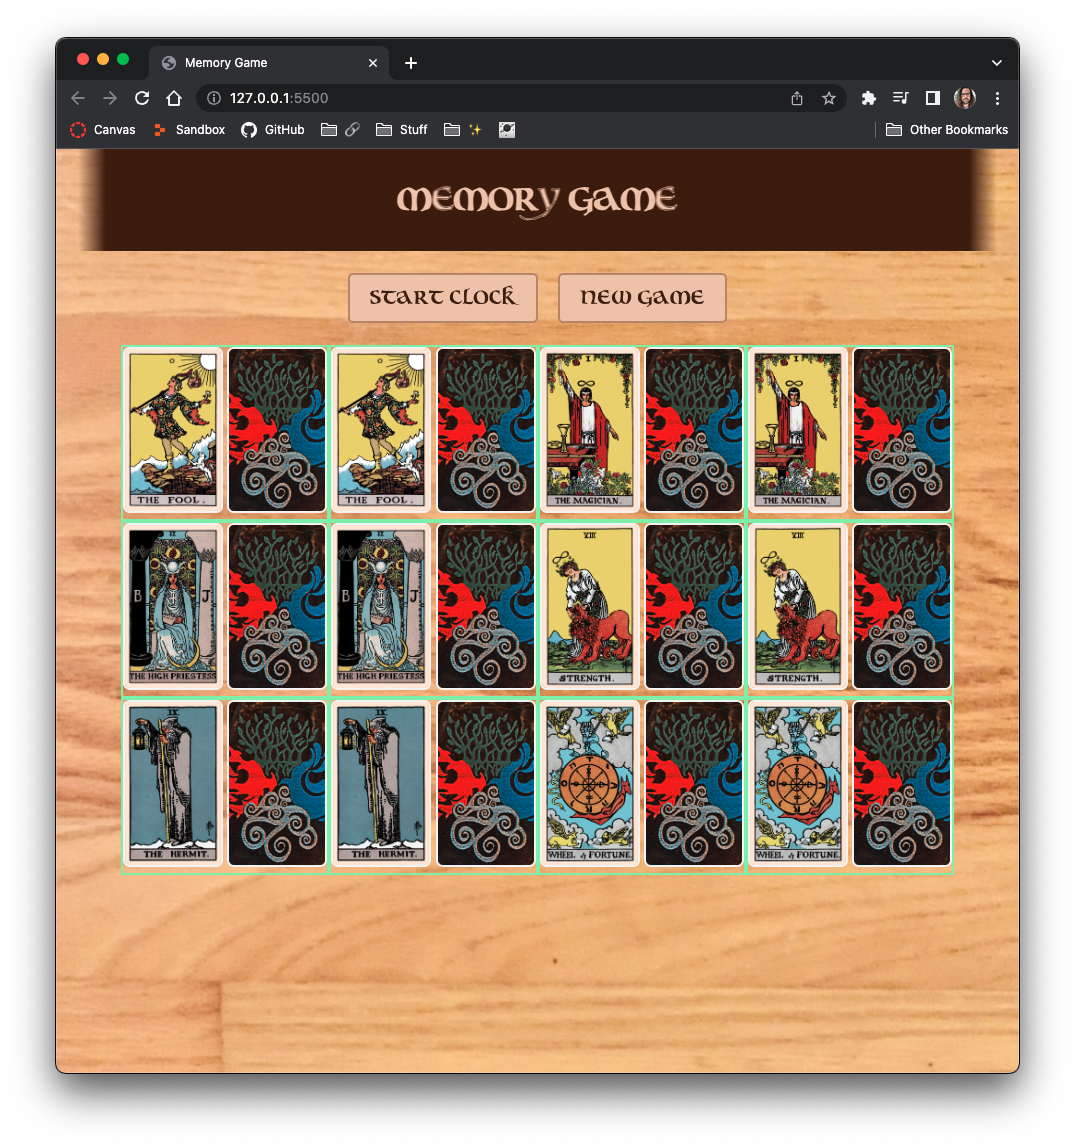 Memory Game
127.0.0.1:5500
Canvas Sandbox GitHub Stuff Other Bookmarks
MEMORY GAME
START CLOCK NEW GAME
I I
THE FOOL. THE FOOL. THE MAGICIAN. THE MAGICIAN.
VIII VIII
B J B J
THE HIGH PRIESTESS THE HIGH PRIESTESS STRENGTH. STRENGTH.
IX IX
THE HERMIT. THE HERMIT. WHEEL of FORTUNE. WHEEL of FORTUNE.